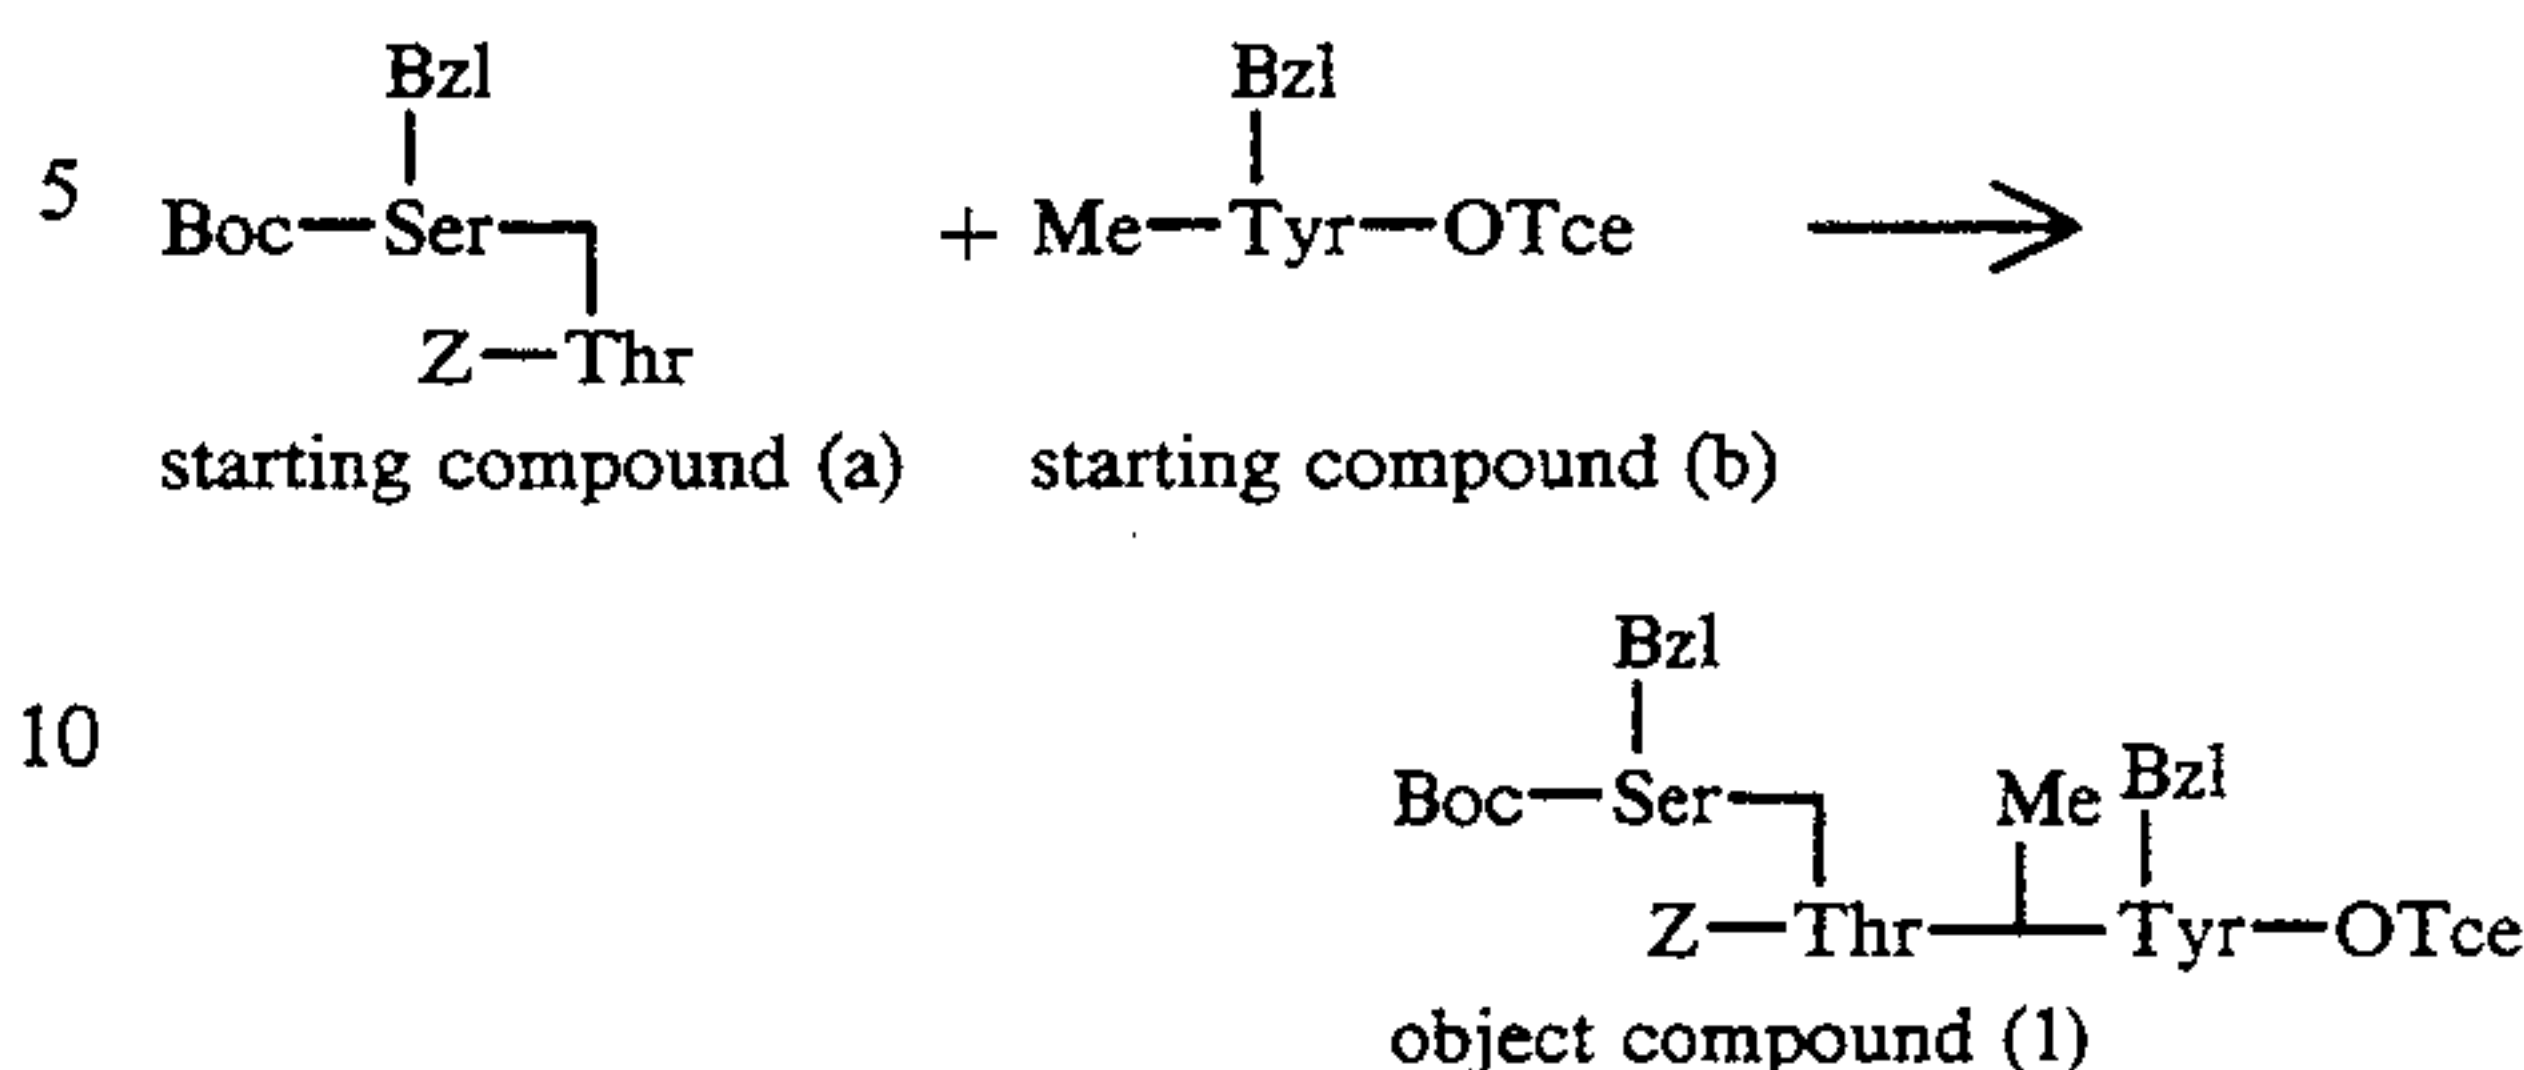 Bzl Bzl
5 Boc—Ser + Me—Tyr—OTce
Z—Thr
starting compound (a) starting compound (b)
Bzl
10 Me Bzl
Boc—Ser
Z—Thr Tyr—OTce
object compound (1)